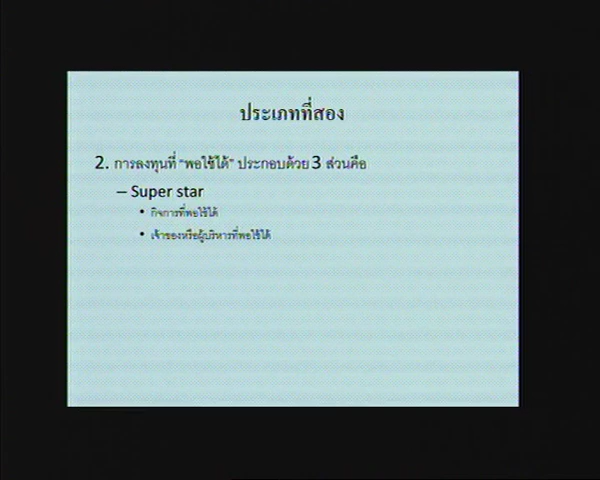 ประเภทที่สอง
2. การลงทุนที่ “พอใช้ได้” ประกอบด้วย 3 ส่วนคือ
– Super star
• กิจการที่พอใช้ได้
• เจ้าของหรือผู้บริหารที่พอใช้ได้